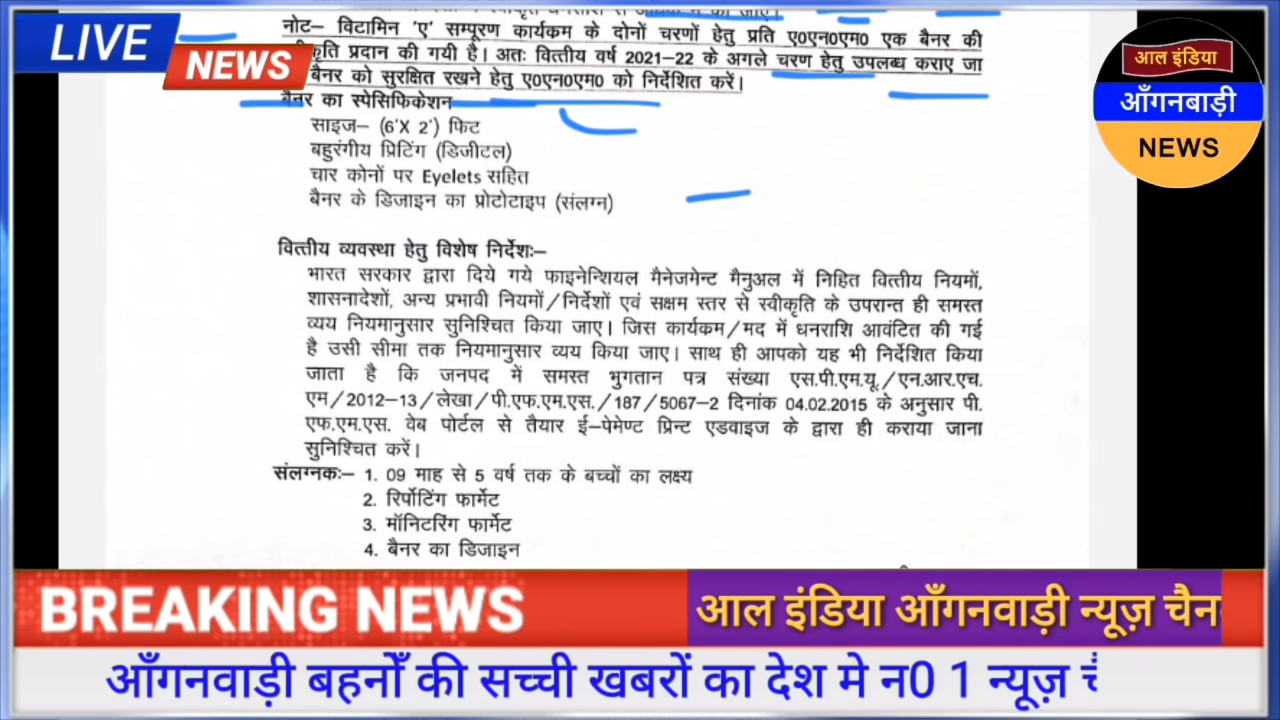 अधिक न की जाए।
LIVE
NEWS
नोट– विटामिन 'ए' सम्पूरण कार्यक्रम के दोनों चरणों हेतु प्रति ए0एन0एम0 एक बैनर की
प्रदान की गयी है। अतः वित्तीय वर्ष 2021–22 के अगले चरण हेतु उपलब्ध कराए जा
बैनर को सुरक्षित रखने हेतु ए0एन0एम0 को निर्देशित करें।
बैनर का स्पेसिफिकेशन
साइज– (6'X 2') फिट
बहुरंगीय प्रिटिंग (डिजीटल)
चार कोनों पर Eyelets सहित
बैनर के डिजाइन का प्रोटोटाइप (संलग्न)
वित्तीय व्यवस्था हेतु विशेष निर्देशः–
भारत सरकार द्वारा दिये गये फाइनेन्शियल मैनेजमेन्ट मैनुअल में निहित वित्तीय नियमों,
शासनादेशों, अन्य प्रभावी नियमों/निर्देशों एवं सक्षम स्तर से स्वीकृति के उपरान्त ही समस्त
व्यय नियमानुसार सुनिश्चित किया जाए। जिस कार्यकम/मद में धनराशि आवंटित की गई
है उसी सीमा तक नियमानुसार व्यय किया जाए। साथ ही आपको यह भी निर्देशित किया
जाता है कि जनपद में समस्त भुगतान पत्र संख्या एस.पी.एम.यू./एन.आर.एच.
एम/2012–13/लेखा/पी.एफ.एम.एस./187/5067–2 दिनांक 04.02.2015 के अनुसार पी.
एफ.एम.एस. वेब पोर्टल से तैयार ई–पेमेण्ट प्रिन्ट एडवाइज के द्वारा ही कराया जाना
सुनिश्चित करें।
संलग्नकः– 1. 09 माह से 5 वर्ष तक के बच्चों का लक्ष्य
2. रिर्पोटिंग फार्मेट
3. मॉनिटरिंग फार्मेट
4. बैनर का डिजाइन
आल इंडिया
आँगनबाड़ी
NEWS
BREAKING NEWS
आल इंडिया आँगनवाड़ी न्यूज़ चैन
आँगनवाड़ी बहनोँ की सच्ची खबरों का देश मे न0 1 न्यूज़